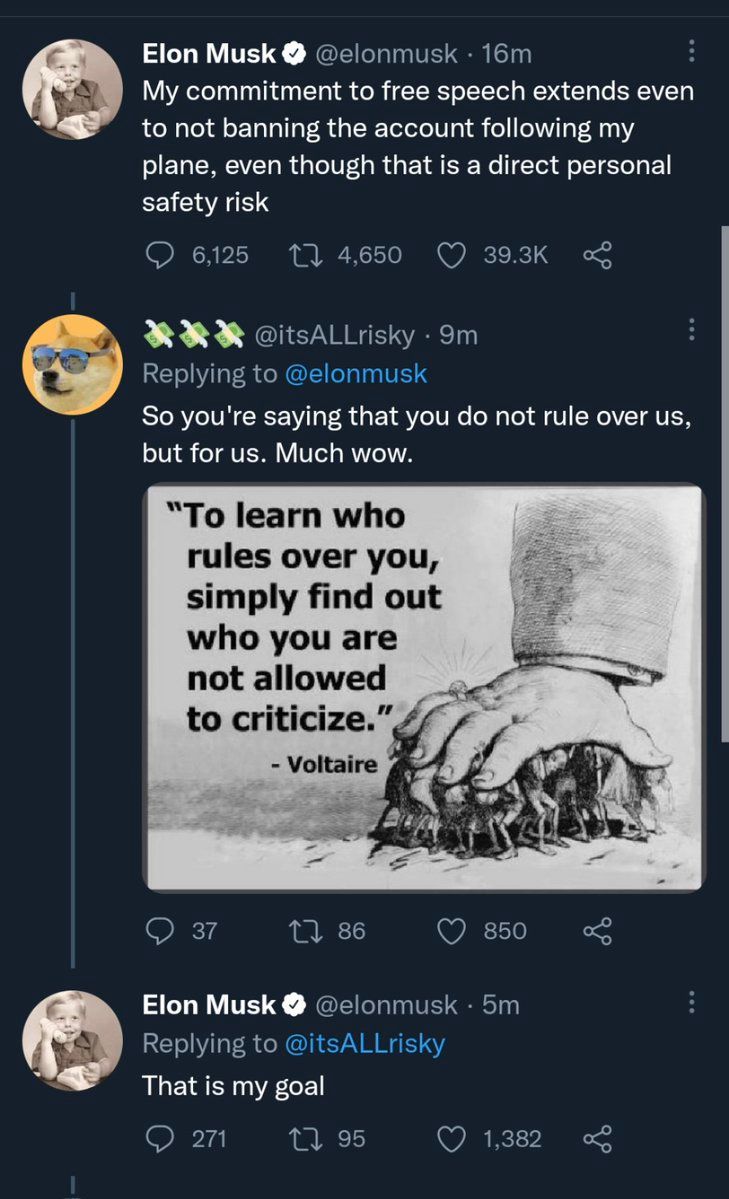 Elon Musk @elonmusk · 16m
My commitment to free speech extends even
to not banning the account following my
plane, even though that is a direct personal
safety risk
6,125 4,650 39.3K
💸💸💸 @itsALLrisky · 9m
Replying to @elonmusk
So you're saying that you do not rule over us,
but for us. Much wow.
"To learn who
rules over you,
simply find out
who you are
not allowed
to criticize."
- Voltaire
37 86 850
Elon Musk @elonmusk · 5m
Replying to @itsALLrisky
That is my goal
271 95 1,382